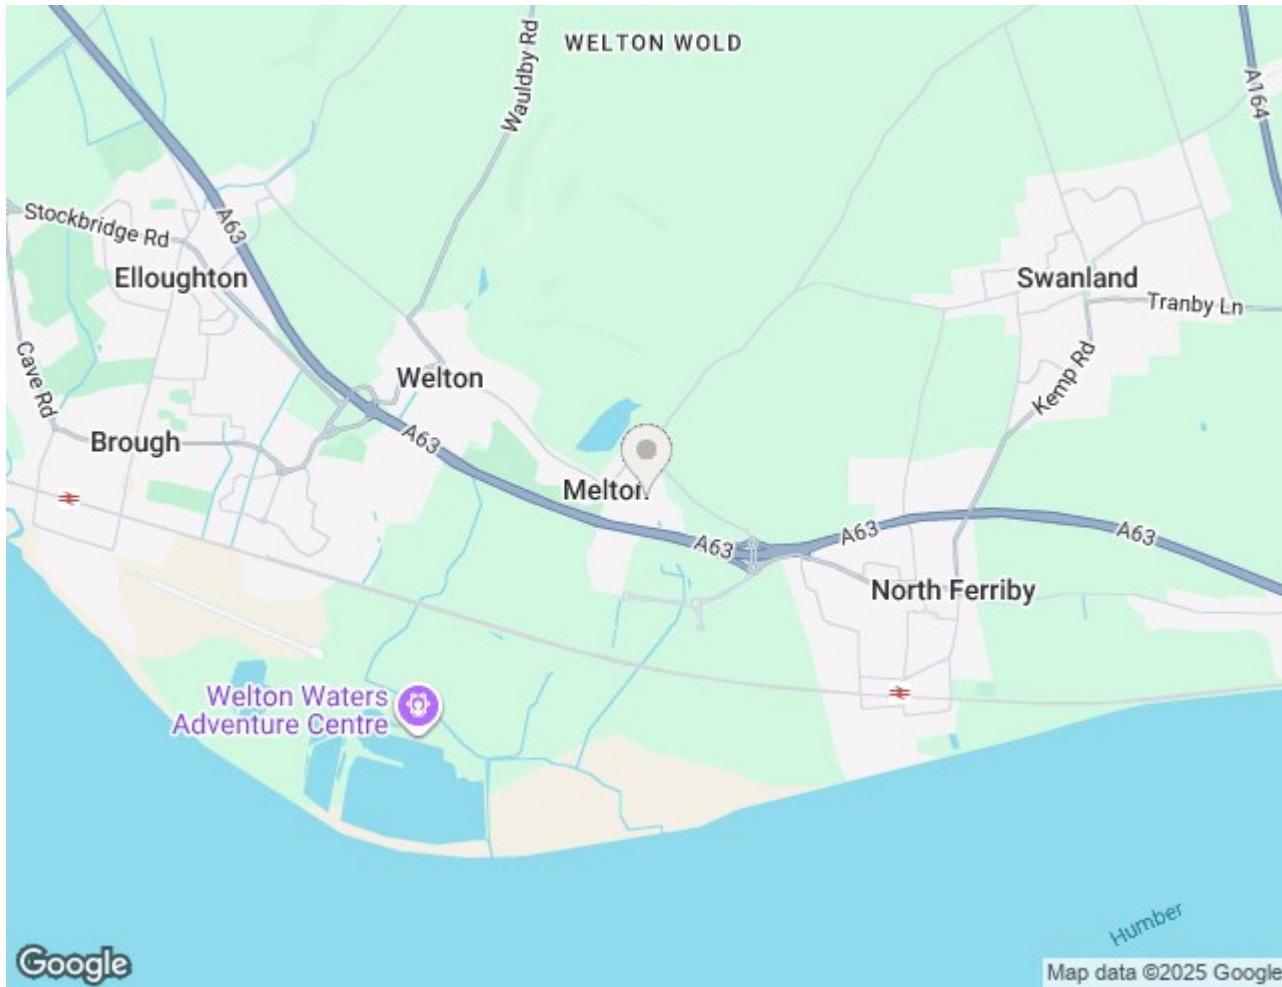 WELTON WOLD
Wauldby Rd
A164
Stockbridge Rd
A63
Elloughton
Swanland
Tranby Ln
Cave Rd
Welton
Kemp Rd
Brough
A63
Melton
A63
A63
A63
North Ferriby
Welton Waters
Adventure Centre
Humber
Google
Map data ©2025 Google